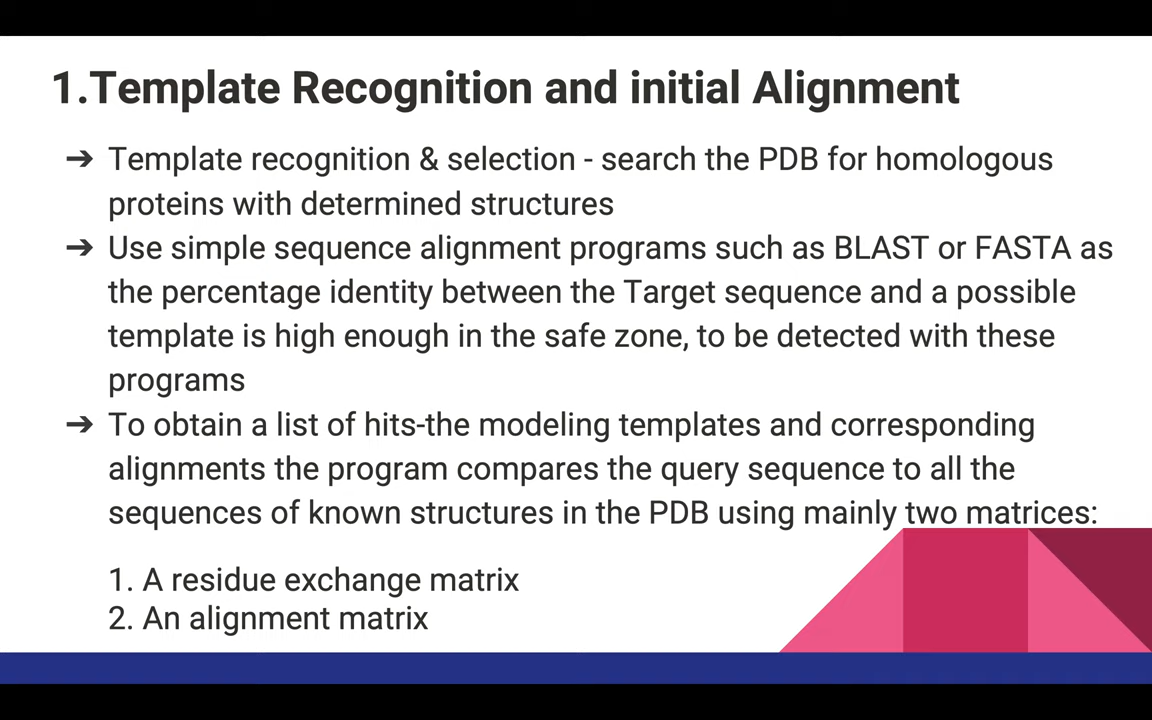 1.Template Recognition and initial Alignment
➔ Template recognition & selection - search the PDB for homologous
proteins with determined structures
➔ Use simple sequence alignment programs such as BLAST or FASTA as
the percentage identity between the Target sequence and a possible
template is high enough in the safe zone, to be detected with these
programs
➔ To obtain a list of hits-the modeling templates and corresponding
alignments the program compares the query sequence to all the
sequences of known structures in the PDB using mainly two matrices:
1. A residue exchange matrix
2. An alignment matrix